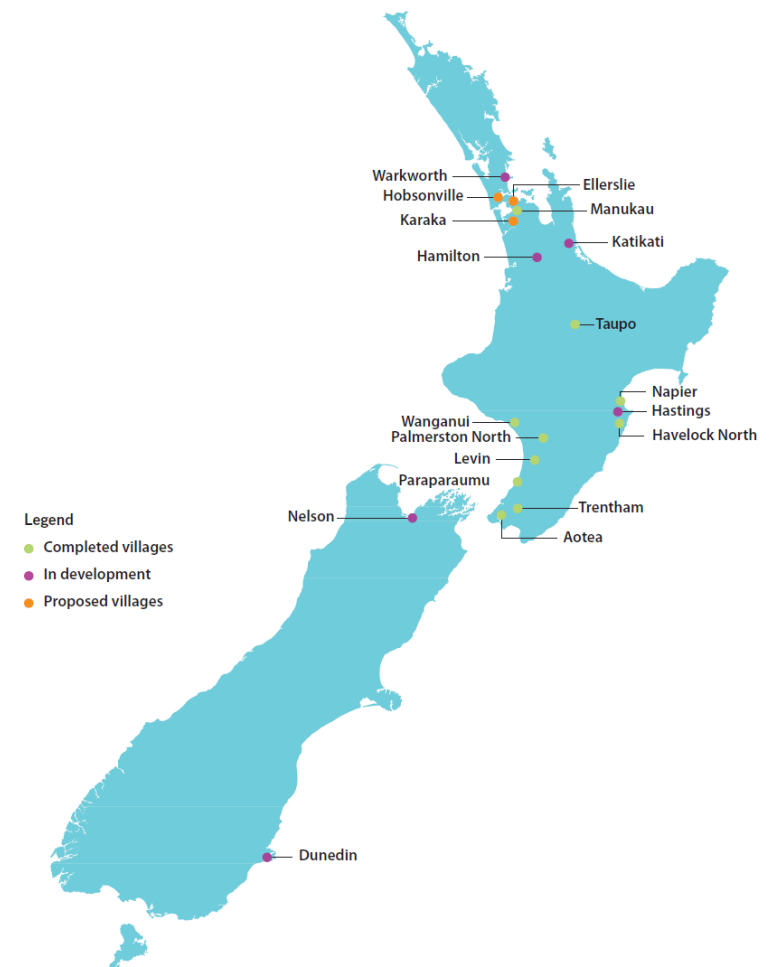 Warkworth
Ellerslie
Hobsonville
Manukau
Karaka
Katikati
Hamilton
Taupo
Napier
Hastings
Wanganui
Havelock North
Palmerston North
Levin
Paraparaumu
Trentham
Nelson
Aotea
Legend
Completed villages
In development
Proposed villages
Dunedin